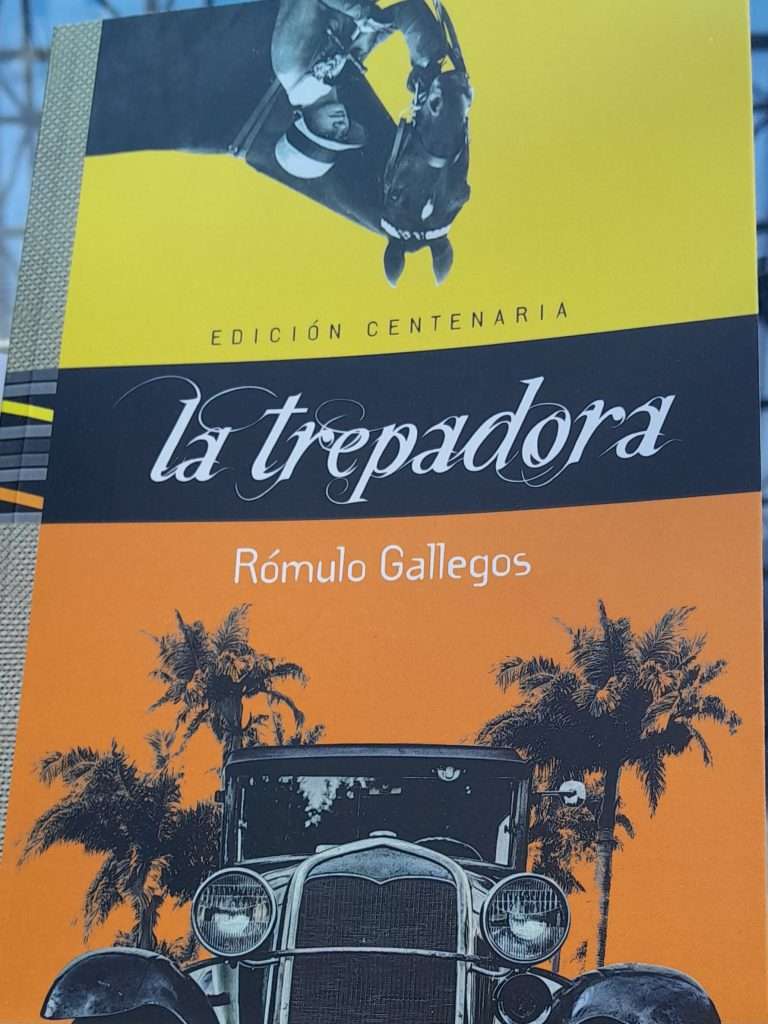 EDICIÓN CENTENARIA
la trepadora
Rómulo Gallegos